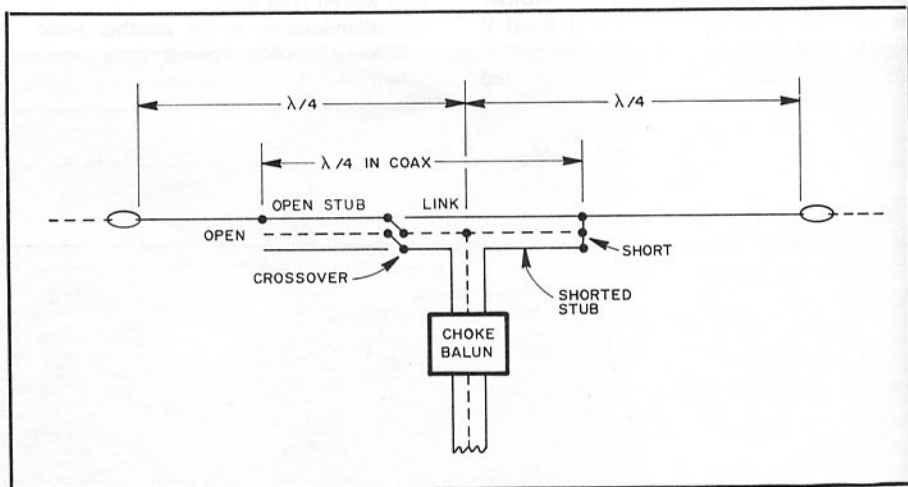 λ/4
λ/4
λ/4 IN COAX
OPEN STUB
LINK
OPEN
SHORT
CROSSOVER
SHORTED
STUB
CHOKE
BALUN